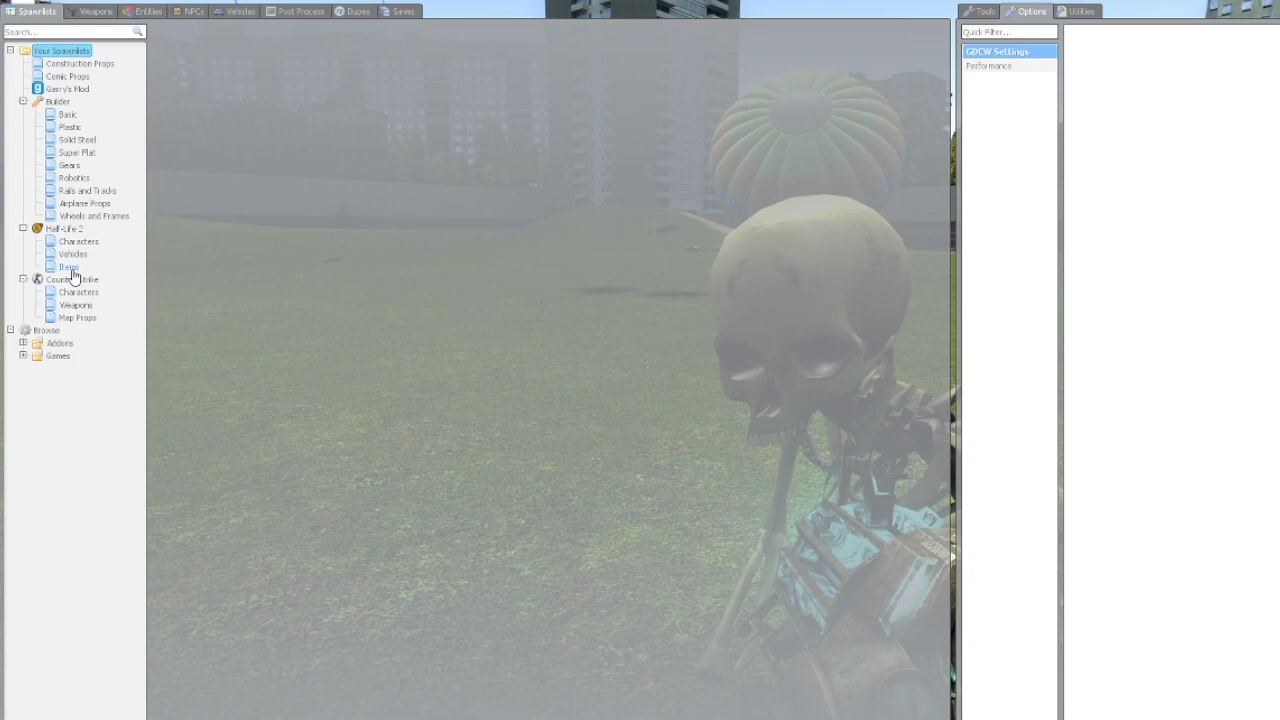 Spawnlists Weapons Entities NPCs Vehicles Post Process Dupes Saves
Tools Options Utilities
Search...
Quick Filter...
Your Spawnlists
Construction Props
Comic Props
Garry's Mod
Builder
Basic
Plastic
Solid Steel
Super Flat
Gears
Robotics
Rails and Tracks
Airplane Props
Wheels and Frames
Half-Life 2
Characters
Vehicles
Items
Characters
Weapons
Map Props
Browse
Addons
Games
GDCW Settings
Performance